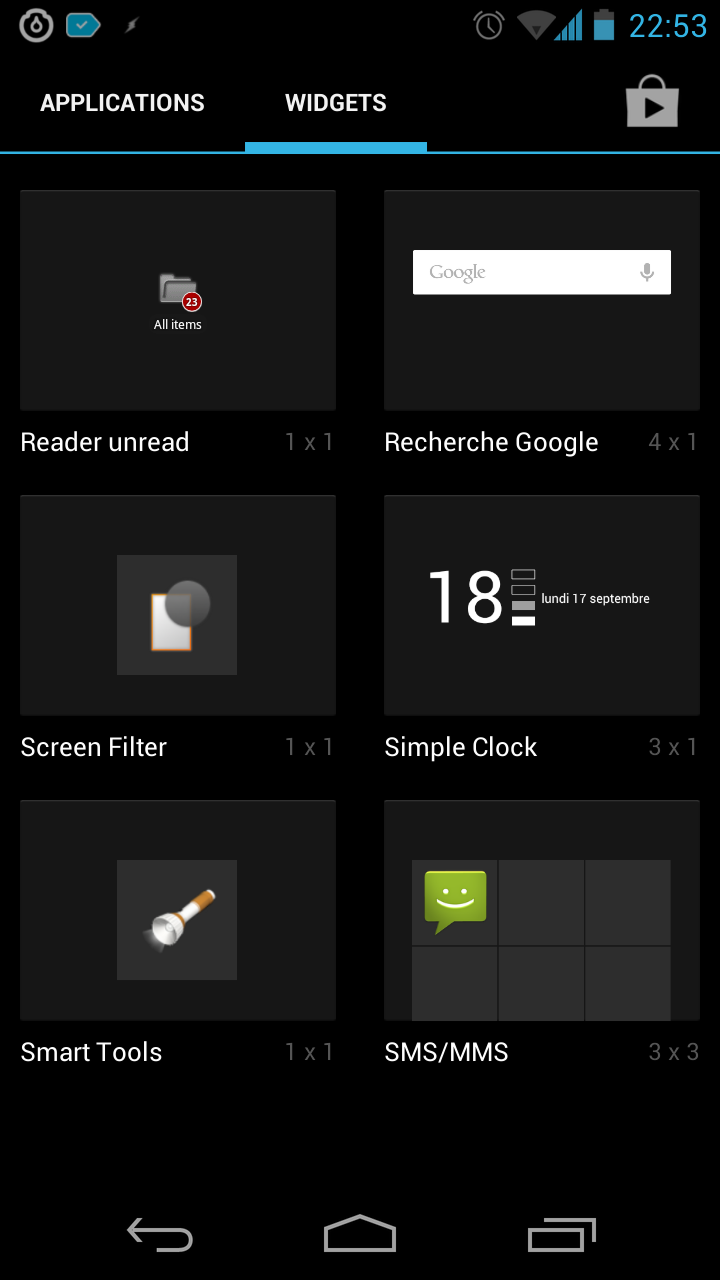 22:53
APPLICATIONS WIDGETS
23
All items
Google
Reader unread 1 x 1
Recherche Google 4 x 1
18 lundi 17 septembre
Screen Filter 1 x 1
Simple Clock 3 x 1
Smart Tools 1 x 1
SMS/MMS 3 x 3